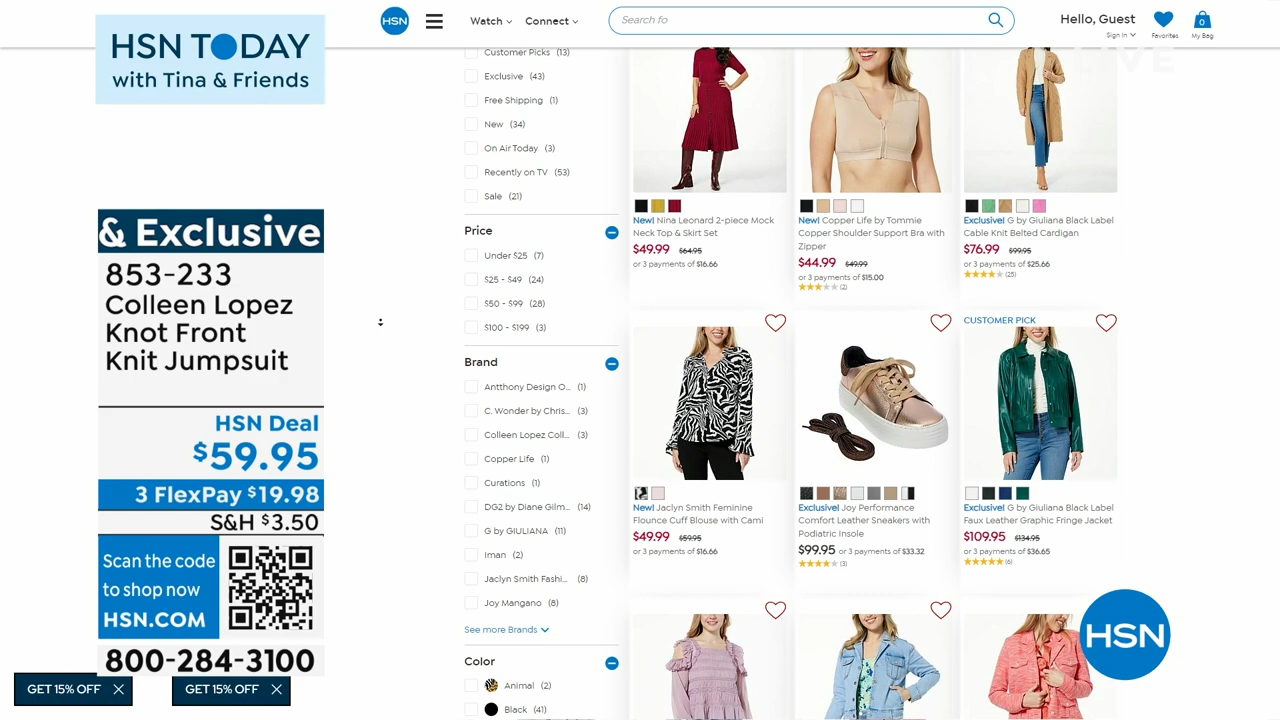 HSN TODAY
with Tina & Friends
HSN
Watch
Connect
Search fo
Hello, Guest
Sign In
Favorites
0
My Bag
LIVE
& Exclusive
853-233
Colleen Lopez
Knot Front
Knit Jumpsuit
HSN Deal
$59.95
3 FlexPay $19.98
S&H $3.50
Scan the code
to shop now
HSN.COM
800-284-3100
GET 15% OFF
GET 15% OFF
Customer Picks (13)
Exclusive (43)
Free Shipping (1)
New (34)
On Air Today (3)
Recently on TV (53)
Sale (21)
Price
Under $25 (7)
$25 - $49 (24)
$50 - $99 (28)
$100 - $199 (3)
Brand
Antthony Design O... (1)
C. Wonder by Chris... (3)
Colleen Lopez Coll... (3)
Copper Life (1)
Curations (1)
DG2 by Diane Gilm... (14)
G by GIULIANA (11)
Iman (2)
Jaclyn Smith Fashi... (8)
Joy Mangano (8)
See more Brands
Color
Animal (2)
Black (41)
New! Nina Leonard 2-piece Mock
Neck Top & Skirt Set
$49.99 $64.95
or 3 payments of $16.66
New! Copper Life by Tommie
Copper Shoulder Support Bra with
Zipper
$44.99 $49.99
or 3 payments of $15.00
(2)
Exclusive! G by Giuliana Black Label
Cable Knit Belted Cardigan
$76.99 $99.95
or 3 payments of $25.66
(25)
New! Jaclyn Smith Feminine
Flounce Cuff Blouse with Cami
$49.99 $59.95
or 3 payments of $16.66
Exclusive! Joy Performance
Comfort Leather Sneakers with
Podiatric Insole
$99.95 or 3 payments of $33.32
(3)
CUSTOMER PICK
Exclusive! G by Giuliana Black Label
Faux Leather Graphic Fringe Jacket
$109.95 $134.95
or 3 payments of $36.65
(6)
HSN